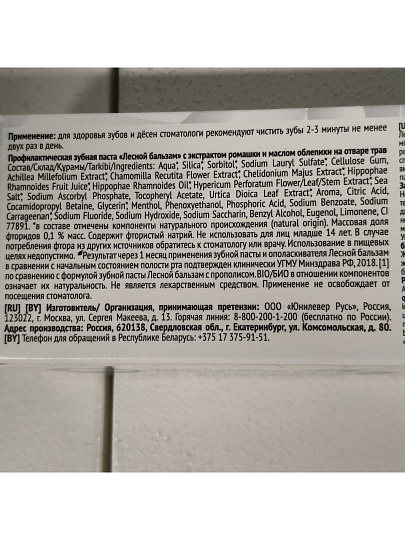 Применение: для здоровья зубов и дёсен стоматологи рекомендуют чистить зубы 2-3 минуты не менее
двух раз в день.
Профилактическая зубная паста «Лесной бальзам» с экстрактом ромашки и маслом облепихи на отваре трав
Состав/Склад/Құрамы/Tarkibi/Ingredients: Aqua*, Silica*, Sorbitol*, Sodium Lauryl Sulfate*, Cellulose Gum,
Achillea Millefolium Extract*, Chamomilla Recutita Flower Extract*, Chelidonium Majus Extract*, Hippophae
Rhamnoides Fruit Juice*, Hippophae Rhamnoides Oil*, Hypericum Perforatum Flower/Leaf/Stem Extract*, Sea
Salt*, Sodium Ascorbyl Phosphate, Tocopheryl Acetate, Urtica Dioica Leaf Extract*, Aroma, Citric Acid,
Cocamidopropyl Betaine, Glycerin*, Menthol, Phenoxyethanol, Phosphoric Acid, Sodium Benzoate, Sodium
Carrageenan*, Sodium Fluoride, Sodium Hydroxide, Sodium Saccharin, Benzyl Alcohol, Eugenol, Limonene, CI
77891. *в составе отмечены компоненты натурального происхождения (natural origin). Массовая доля
фторидов 0,1 % масс. Содержит фтористый натрий. Не использовать для лиц младше 14 лет. В случае
потребления фтора из других источников обратитесь к стоматологу или врачу. Использование в пищевых
целях недопустимо. Результат через 1 месяц применения зубной пасты и ополаскивателя Лесной бальзам
в сравнении с начальным состоянием полости рта подтвержден клинически УГМУ Минздрава РФ, 2018. [1]
по сравнению с формулой зубной пасты Лесной бальзам с прополисом. BIO/БИО в отношении компонентов
означает их натуральность. Не является лекарственным средством. Применение не освобождает от
посещения стоматолога.
[RU] [BY] Изготовитель/ Организация, принимающая претензии: ООО «Юнилевер Русь», Россия,
123022, г. Москва, ул. Сергея Макеева, д. 13. Горячая линия: 8-800-200-1-200 (бесплатно по России).
Адрес производства: Россия, 620138, Свердловская обл., г. Екатеринбург, ул. Комсомольская, д. 80.
[BY] Телефон для обращений в Республике Беларусь: +375 17 375-91-51.